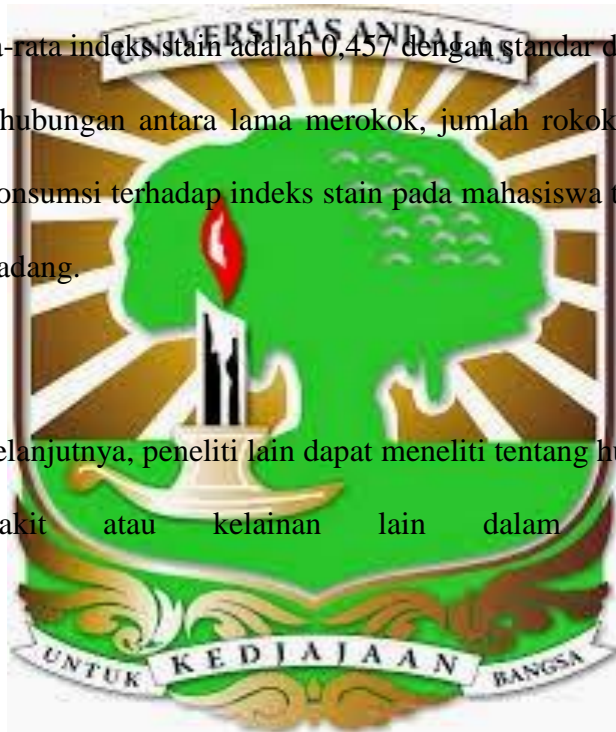 UNIVERSITAS ANDALAS
a-rata indeks stain adalah 0,457 dengan standar d
hubungan antara lama merokok, jumlah rokok
onsumsi terhadap indeks stain pada mahasiswa t
adang.
elanjutnya, peneliti lain dapat meneliti tentang hu
akit atau kelainan lain dalam
UNTUK KEDJAJAAN BANGSA